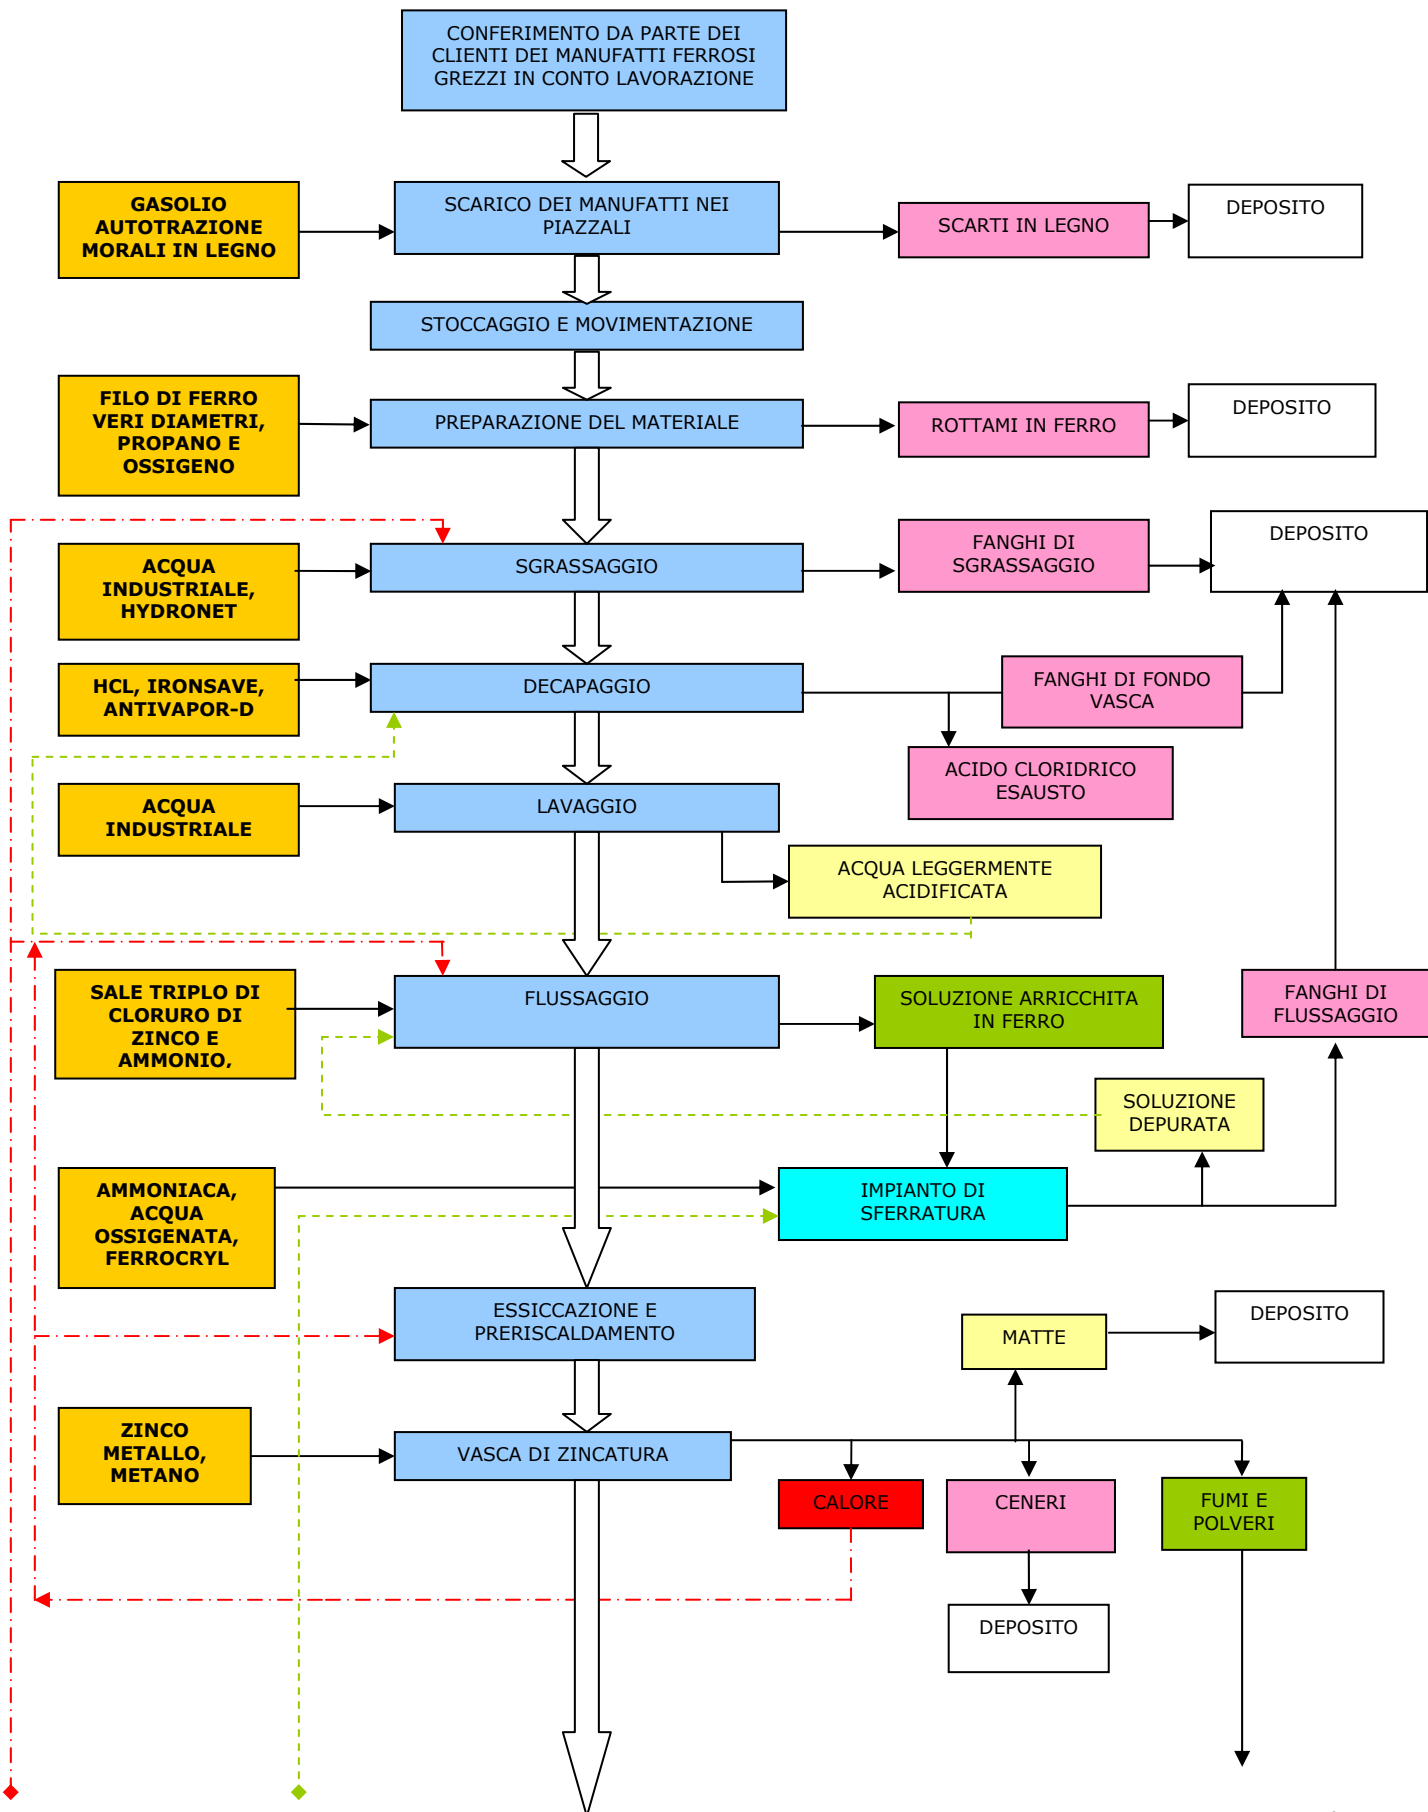 CONFERIMENTO DA PARTE DEI
CLIENTI DEI MANUFATTI FERROSI
GREZZI IN CONTO LAVORAZIONE
GASOLIO
AUTOTRAZIONE
MORALI IN LEGNO
SCARICO DEI MANUFATTI NEI
PIAZZALI
SCARTI IN LEGNO
DEPOSITO
STOCCAGGIO E MOVIMENTAZIONE
FILO DI FERRO
VERI DIAMETRI,
PROPANO E
OSSIGENO
PREPARAZIONE DEL MATERIALE
ROTTAMI IN FERRO
DEPOSITO
ACQUA
INDUSTRIALE,
HYDRONET
SGRASSAGGIO
FANGHI DI
SGRASSAGGIO
DEPOSITO
HCL, IRONSAVE,
ANTIVAPOR-D
DECAPAGGIO
FANGHI DI FONDO
VASCA
ACIDO CLORIDRICO
ESAUSTO
ACQUA
INDUSTRIALE
LAVAGGIO
ACQUA LEGGERMENTE
ACIDIFICATA
SALE TRIPLO DI
CLORURO DI
ZINCO E
AMMONIO.
FLUSSAGGIO
SOLUZIONE ARRICCHITA
IN FERRO
FANGHI DI
FLUSSAGGIO
SOLUZIONE
DEPURATA
AMMONIACA,
ACQUA
OSSIGENATA,
FERROCRYL
IMPIANTO DI
SFERRATURA
ESSICCAZIONE E
PRERISCALDAMENTO
MATTE
DEPOSITO
ZINCO
METALLO,
METANO
VASCA DI ZINCATURA
CALORE
CENERI
FUMI E
POLVERI
DEPOSITO